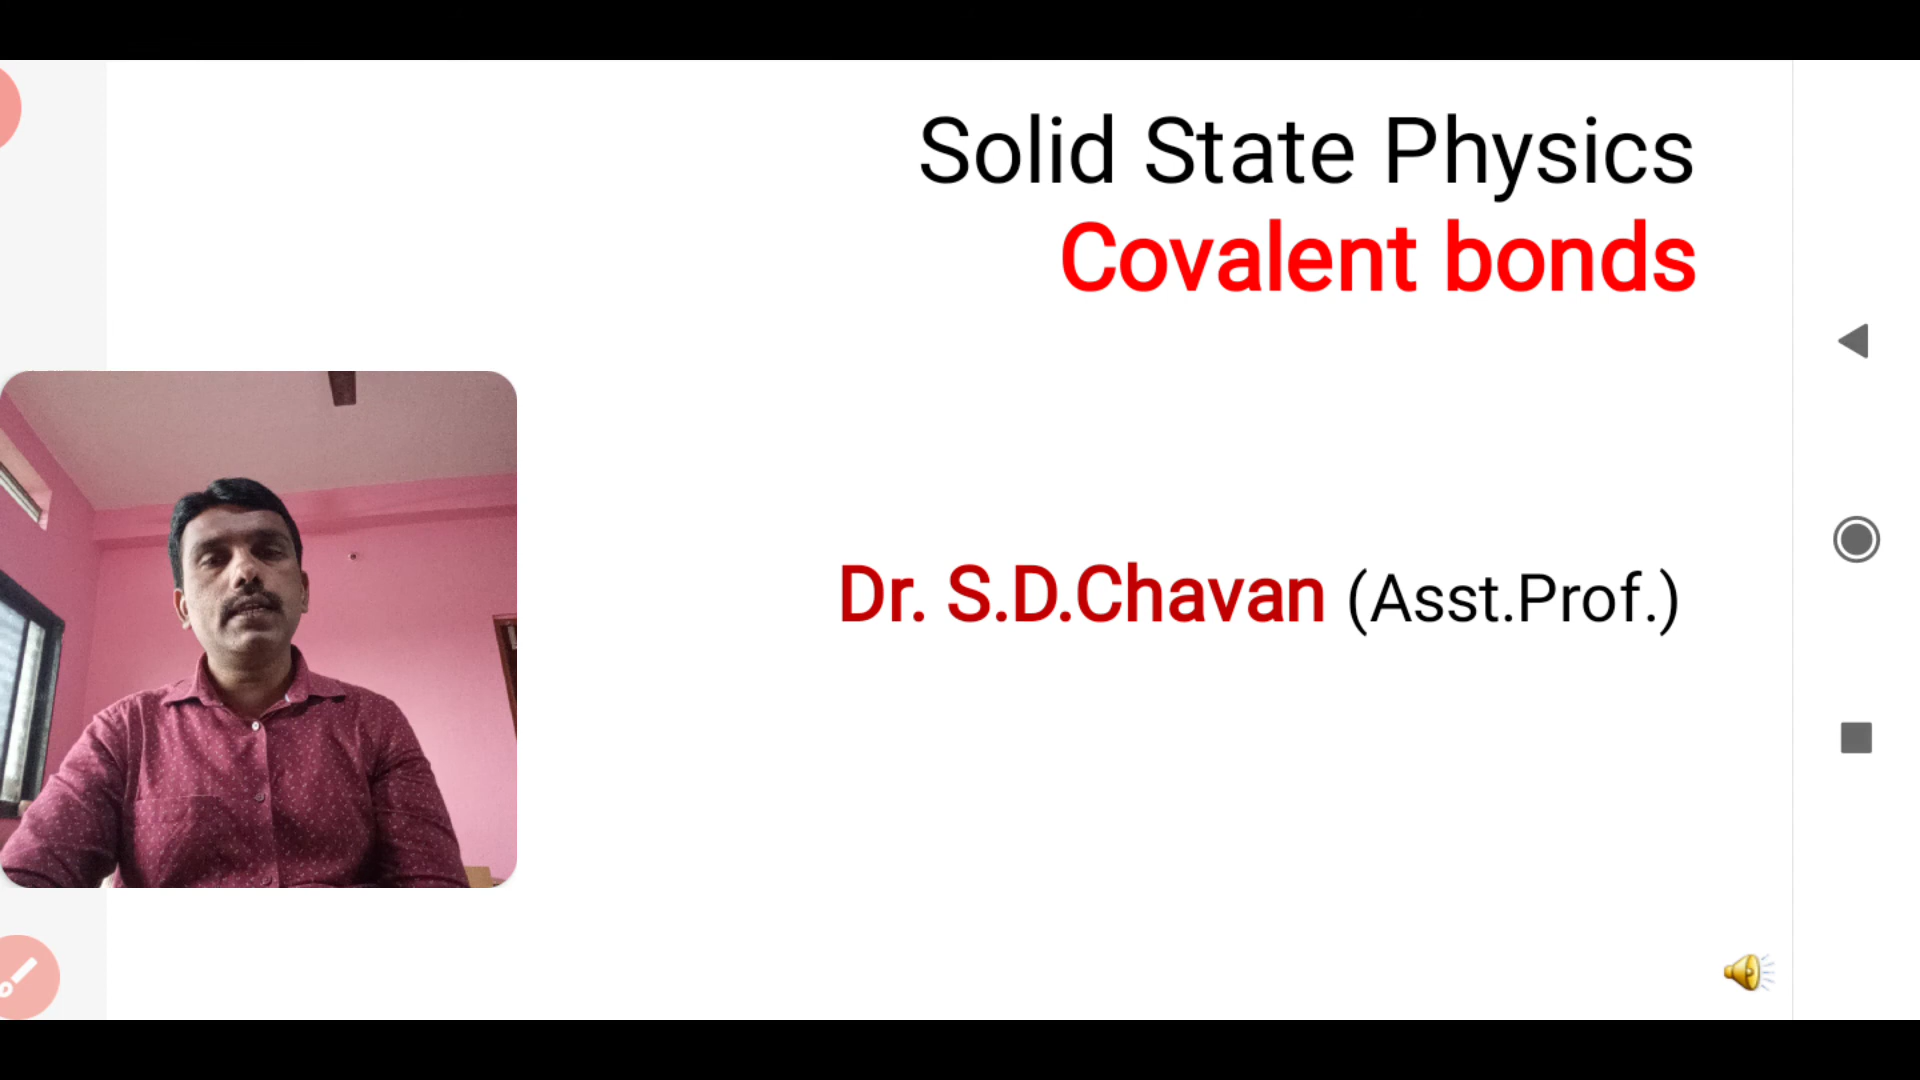 Solid State Physics
Covalent bonds
Dr. S.D.Chavan (Asst.Prof.)